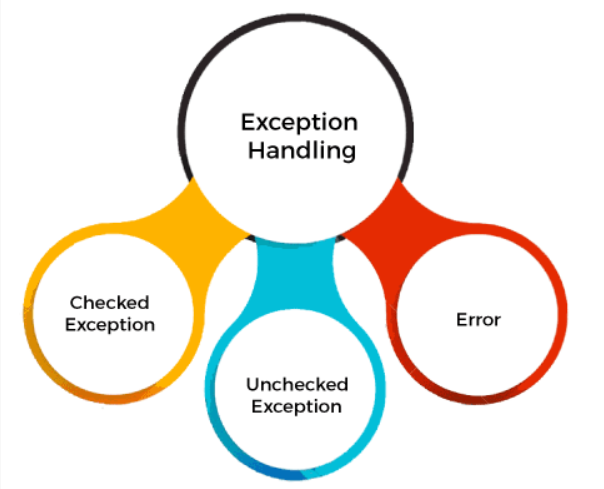 Exception
Handling
Checked
Exception
Unchecked
Exception
Error